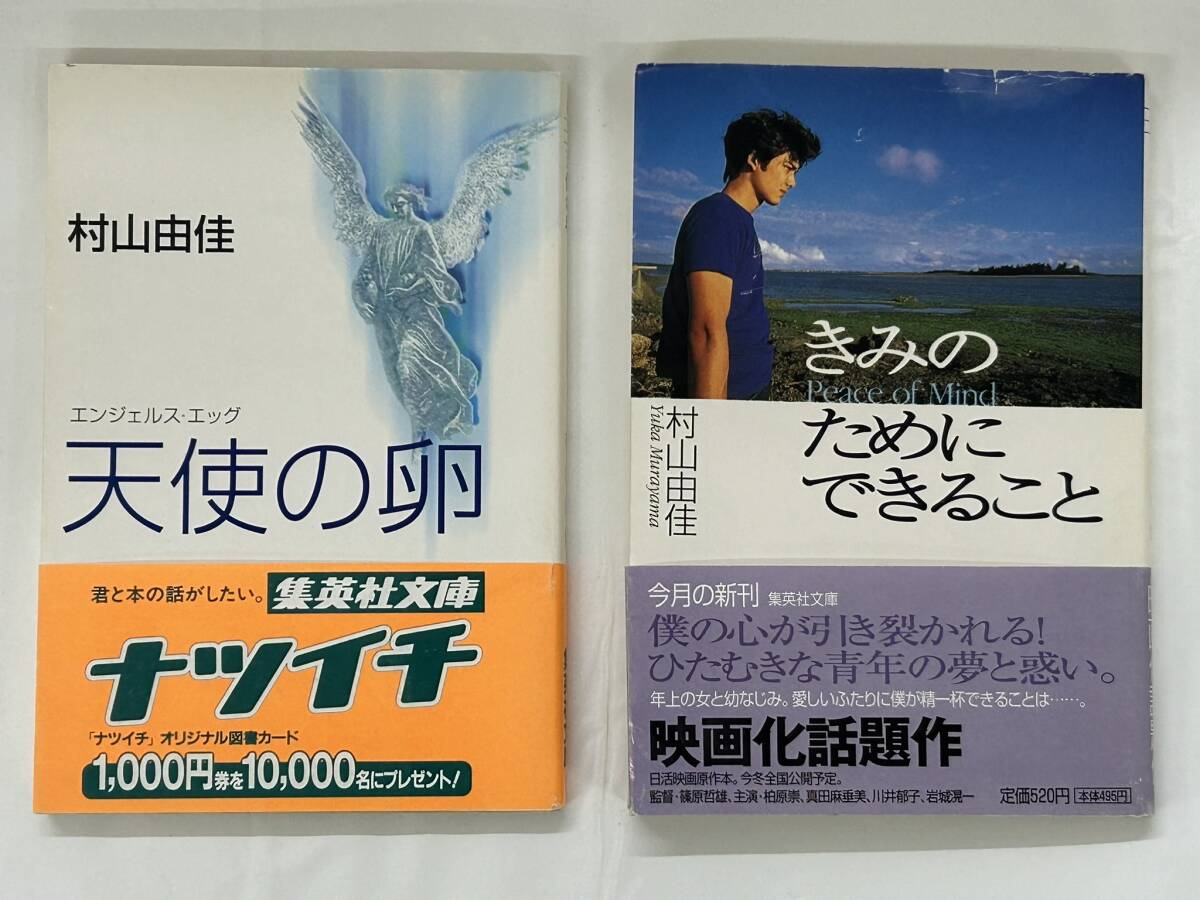 村山由佳
エンジェルス・エッグ
天使の卵
君と本の話がしたい。集英社文庫
ナツイチ
「ナツイチ」オリジナル図書カード
1,000円券を10,000名にプレゼント!
きみの
Peace of Mind
ために
できること
村山由佳
Yuka Murayama
今月の新刊 集英社文庫
僕の心が引き裂かれる!
ひたむきな青年の夢と惑い。
年上の女と幼なじみ。愛しいふたりに僕が精一杯できることは……。
映画化話題作
日活映画原作本。今冬全国公開予定。
監督・篠原哲雄、主演・柏原崇、真田麻垂美、川井郁子、岩城滉一
定価520円 本体495円